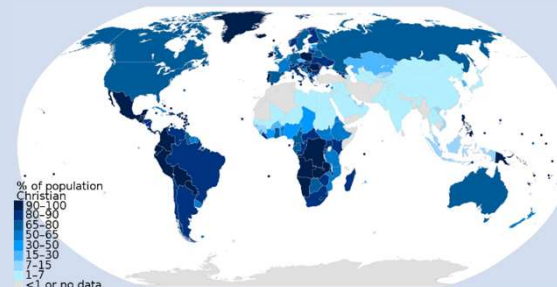 % of population
Christian
90–100
80–90
65–80
50–65
30–50
15–30
7–15
1–7
<1 or no data